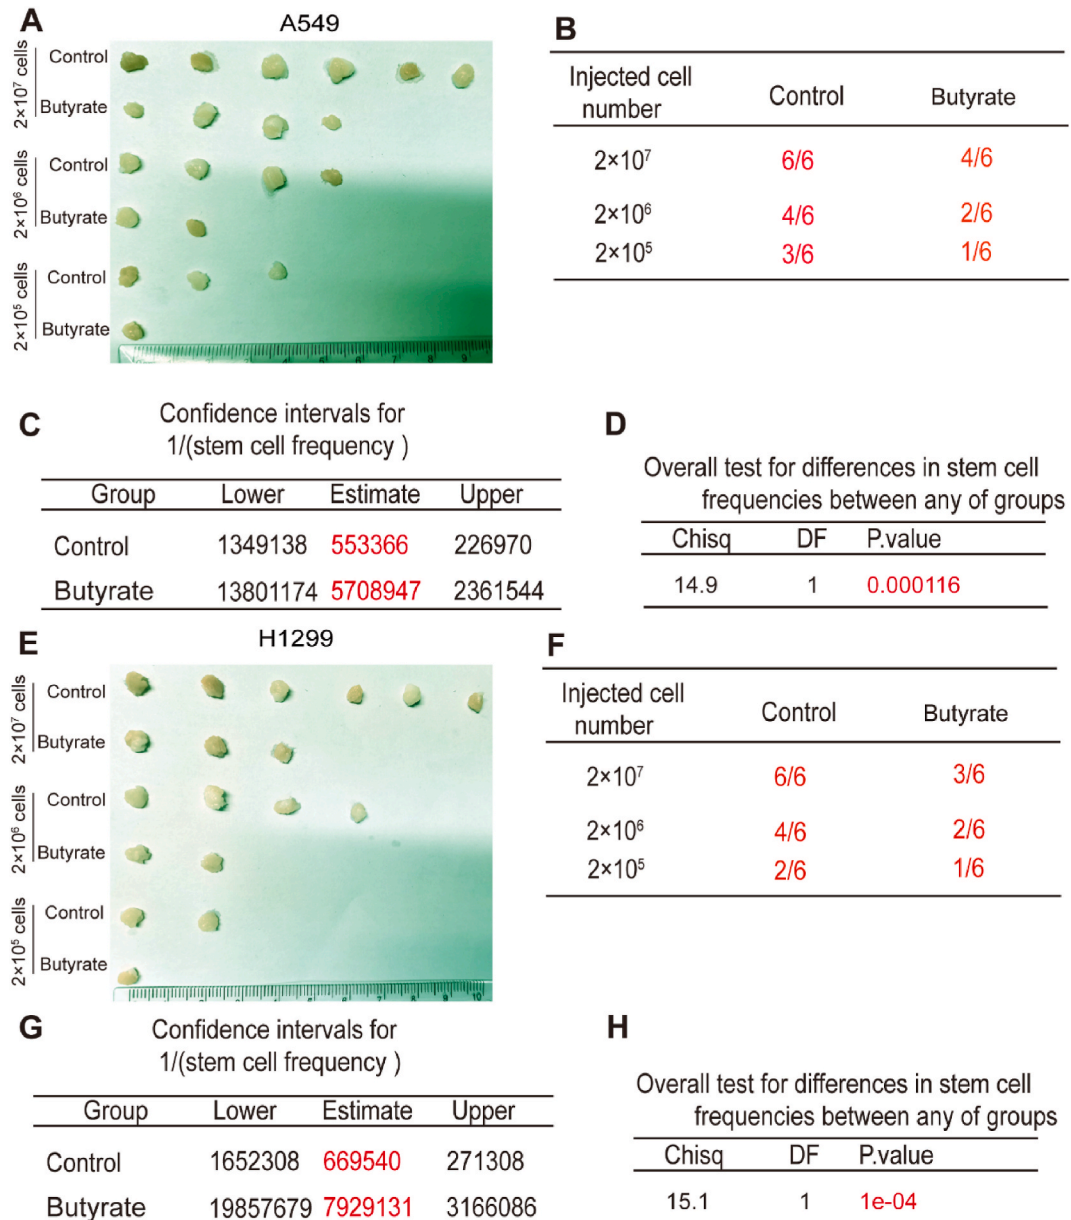 A
A549
2×10⁷ cells
Control
Butyrate
2×10⁶ cells
Control
Butyrate
2×10⁵ cells
Control
Butyrate
B
Injected cell number Control Butyrate
2×10⁷ 6/6 4/6
2×10⁶ 4/6 2/6
2×10⁵ 3/6 1/6
C
Confidence intervals for
1/(stem cell frequency )
Group Lower Estimate Upper
Control 1349138 553366 226970
Butyrate 13801174 5708947 2361544
D
Overall test for differences in stem cell
frequencies between any of groups
Chisq DF P.value
14.9 1 0.000116
E
H1299
2×10⁷ cells
Control
Butyrate
2×10⁶ cells
Control
Butyrate
2×10⁵ cells
Control
Butyrate
F
Injected cell number Control Butyrate
2×10⁷ 6/6 3/6
2×10⁶ 4/6 2/6
2×10⁵ 2/6 1/6
G
Confidence intervals for
1/(stem cell frequency )
Group Lower Estimate Upper
Control 1652308 669540 271308
Butyrate 19857679 7929131 3166086
H
Overall test for differences in stem cell
frequencies between any of groups
Chisq DF P.value
15.1 1 1e-04